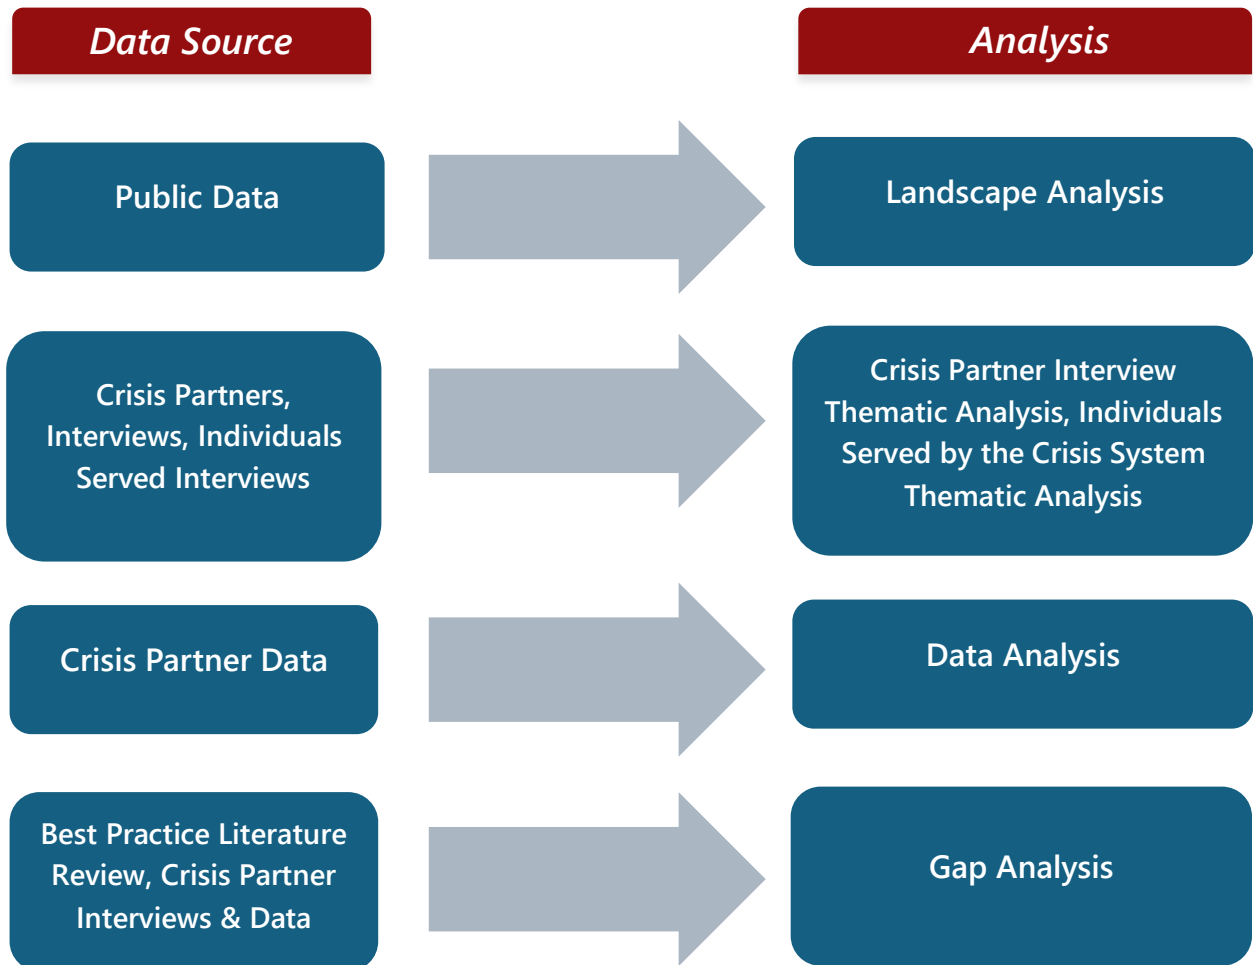 Data Source
Analysis
Public Data
Landscape Analysis
Crisis Partners,
Interviews, Individuals
Served Interviews
Crisis Partner Interview
Thematic Analysis, Individuals
Served by the Crisis System
Thematic Analysis
Crisis Partner Data
Data Analysis
Best Practice Literature
Review, Crisis Partner
Interviews & Data
Gap Analysis